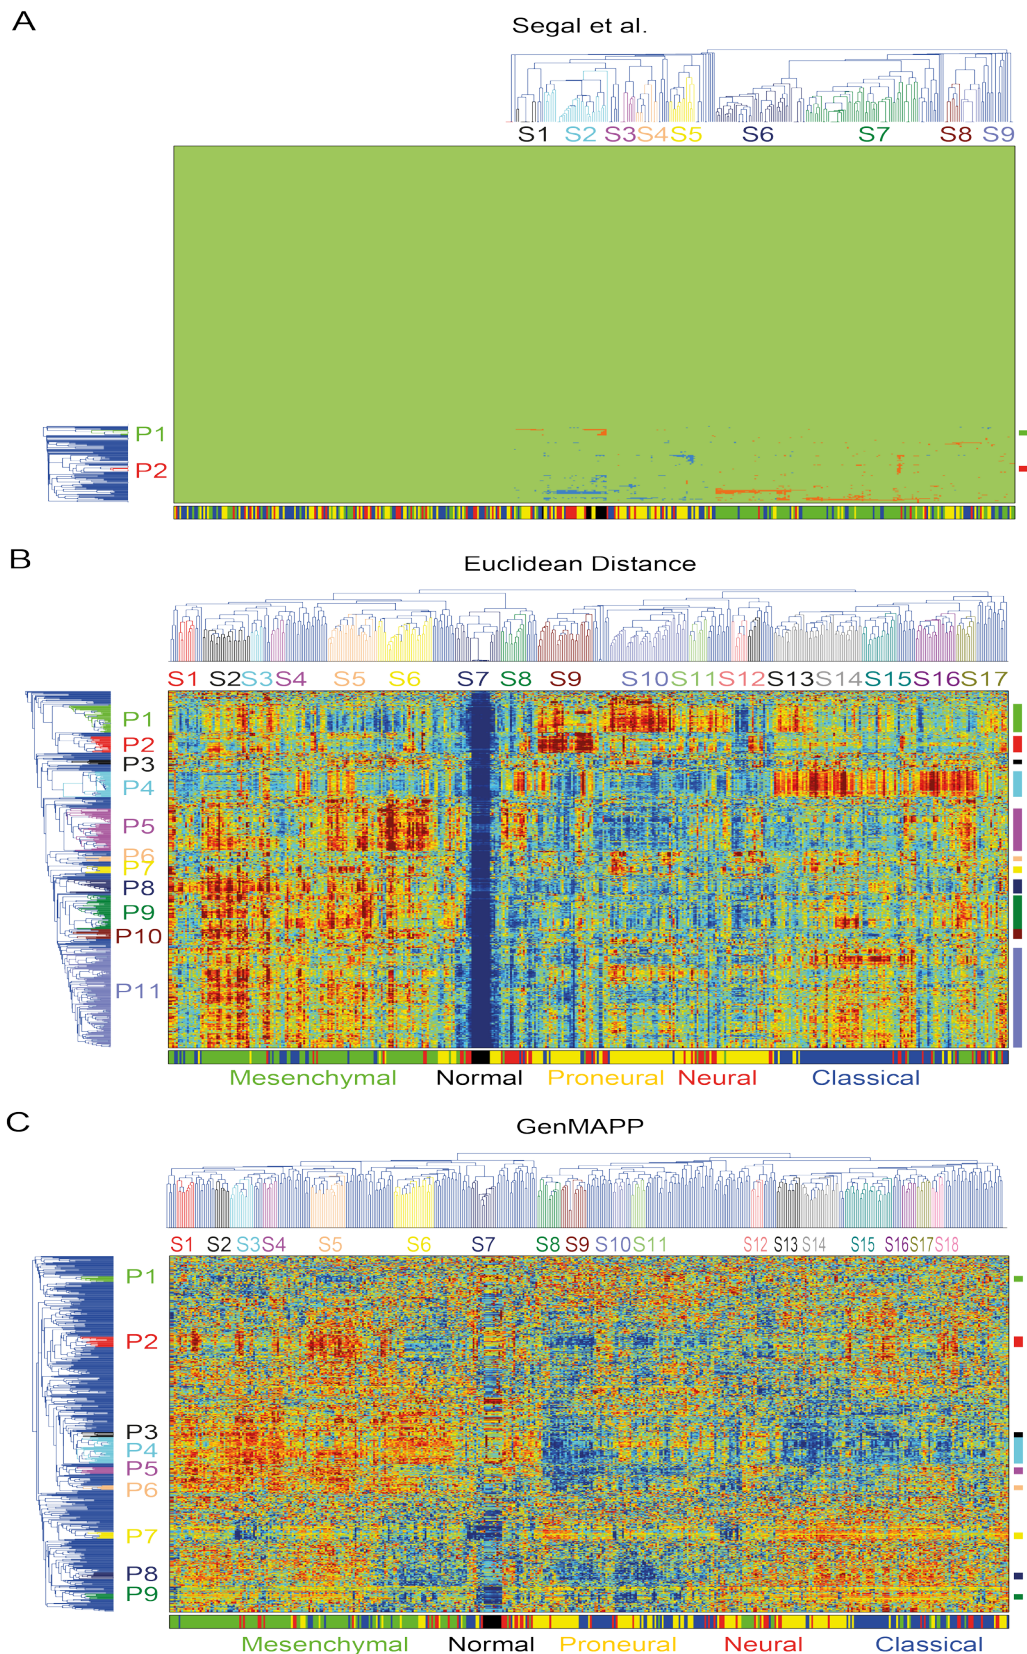 A
Segal et al.
S1 S2 S3 S4 S5 S6 S7 S8 S9
P1
P2
B
Euclidean Distance
S1 S2 S3 S4 S5 S6 S7 S8 S9 S10 S11 S12 S13 S14 S15 S16 S17
P1
P2
P3
P4
P5
P6
P7
P8
P9
P10
P11
Mesenchymal Normal Proneural Neural Classical
C
GenMAPP
S1 S2 S3 S4 S5 S6 S7 S8 S9 S10 S11 S12 S13 S14 S15 S16 S17 S18
P1
P2
P3
P4
P5
P6
P7
P8
P9
Mesenchymal Normal Proneural Neural Classical